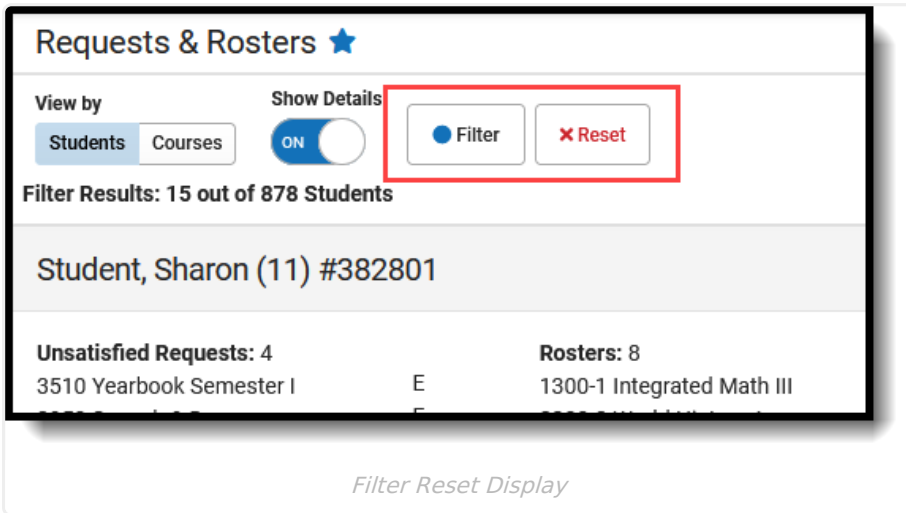 Requests & Rosters
View by
Show Details
Students Courses
ON
Filter
Reset
Filter Results: 15 out of 878 Students
Student, Sharon (11) #382801
Unsatisfied Requests: 4
Rosters: 8
3510 Yearbook Semester I E
1300-1 Integrated Math III
Filter Reset Display